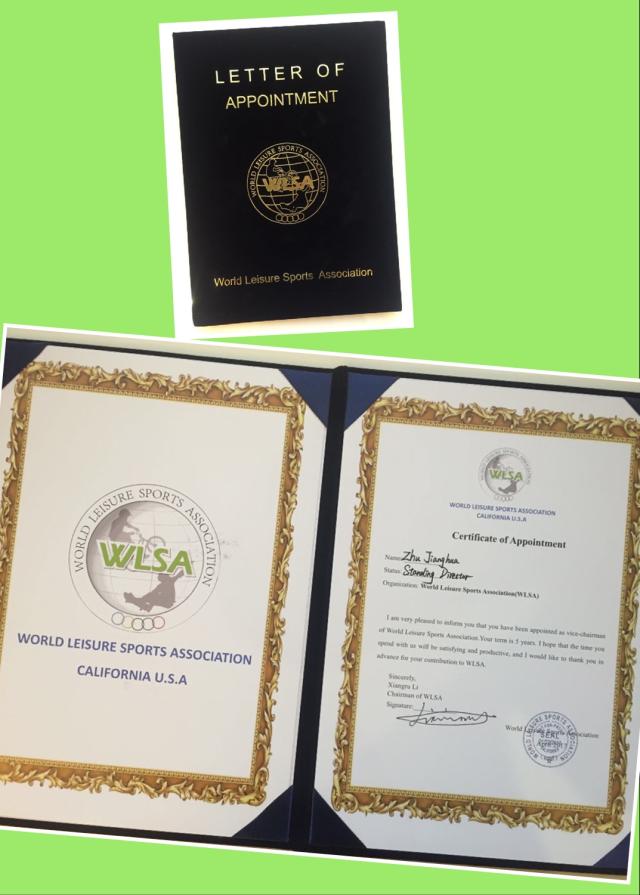 LETTER OF
APPOINTMENT
WORLD LEISURE SPORTS ASSOCIATION
WLSA
World Leisure Sports Association
WORLD LEISURE SPORTS ASSOCIATION
WLSA
WORLD LEISURE SPORTS ASSOCIATION
CALIFORNIA U.S.A
WLSA
WORLD LEISURE SPORTS ASSOCIATION
CALIFORNIA U.S.A
Certificate of Appointment
Name: Zhu Jianghua
Status: Standing Director
Organization: World Leisure Sports Association(WLSA)
I am very pleased to inform you that you have been appointed as vice-chairman
of World Leisure Sports Association.Your term is 5 years. I hope that the time you
spend with us will be satisfying and productive, and I would like to thank you in
advance for your contribution to WLSA.
Sincerely,
Xiangru Li
Chairman of WLSA
Signature:
World Leisure Sports Association
SEAL